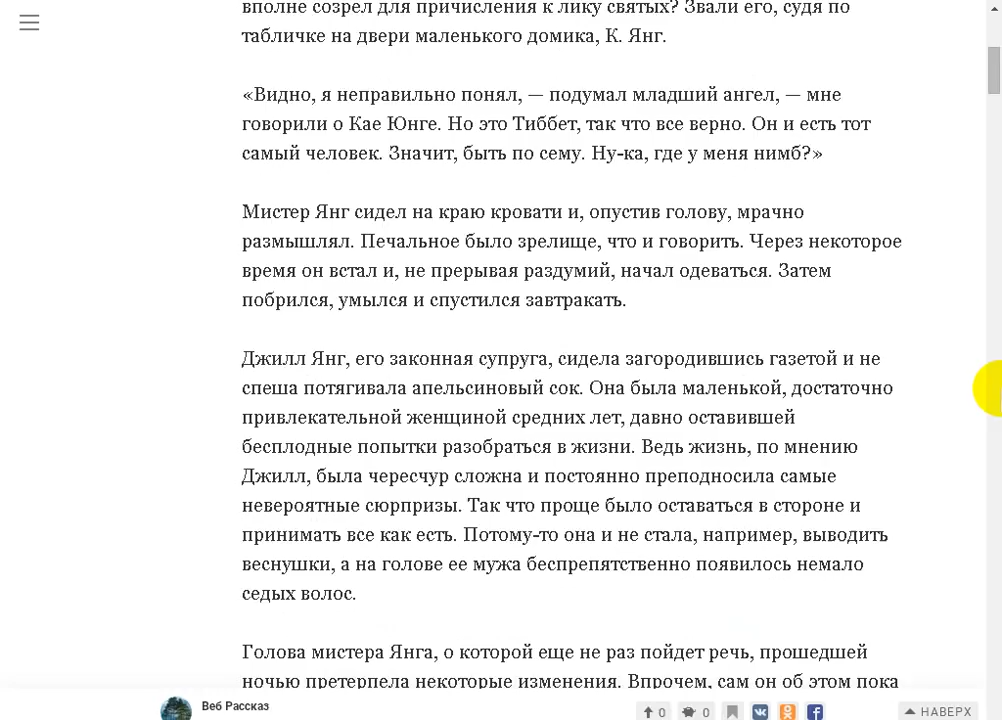 вполне созрел для причисления к лику святых? Звали его, судя по
табличке на двери маленького домика, К. Янг.
«Видно, я неправильно понял, — подумал младший ангел, — мне
говорили о Кае Юнге. Но это Тиббет, так что все верно. Он и есть тот
самый человек. Значит, быть по сему. Ну-ка, где у меня нимб?»
Мистер Янг сидел на краю кровати и, опустив голову, мрачно
размышлял. Печальное было зрелище, что и говорить. Через некоторое
время он встал и, не прерывая раздумий, начал одеваться. Затем
побрился, умылся и спустился завтракать.
Джилл Янг, его законная супруга, сидела загородившись газетой и не
спеша потягивала апельсиновый сок. Она была маленькой, достаточно
привлекательной женщиной средних лет, давно оставившей
бесплодные попытки разобраться в жизни. Ведь жизнь, по мнению
Джилл, была чересчур сложна и постоянно преподносила самые
невероятные сюрпризы. Так что проще было оставаться в стороне и
принимать все как есть. Потому-то она и не стала, например, выводить
веснушки, а на голове ее мужа беспрепятственно появилось немало
седых волос.
Голова мистера Янга, о которой еще не раз пойдет речь, прошедшей
ночью претерпела некоторые изменения. Впрочем, сам он об этом пока
Веб Рассказ
0 0 НАВЕРХ